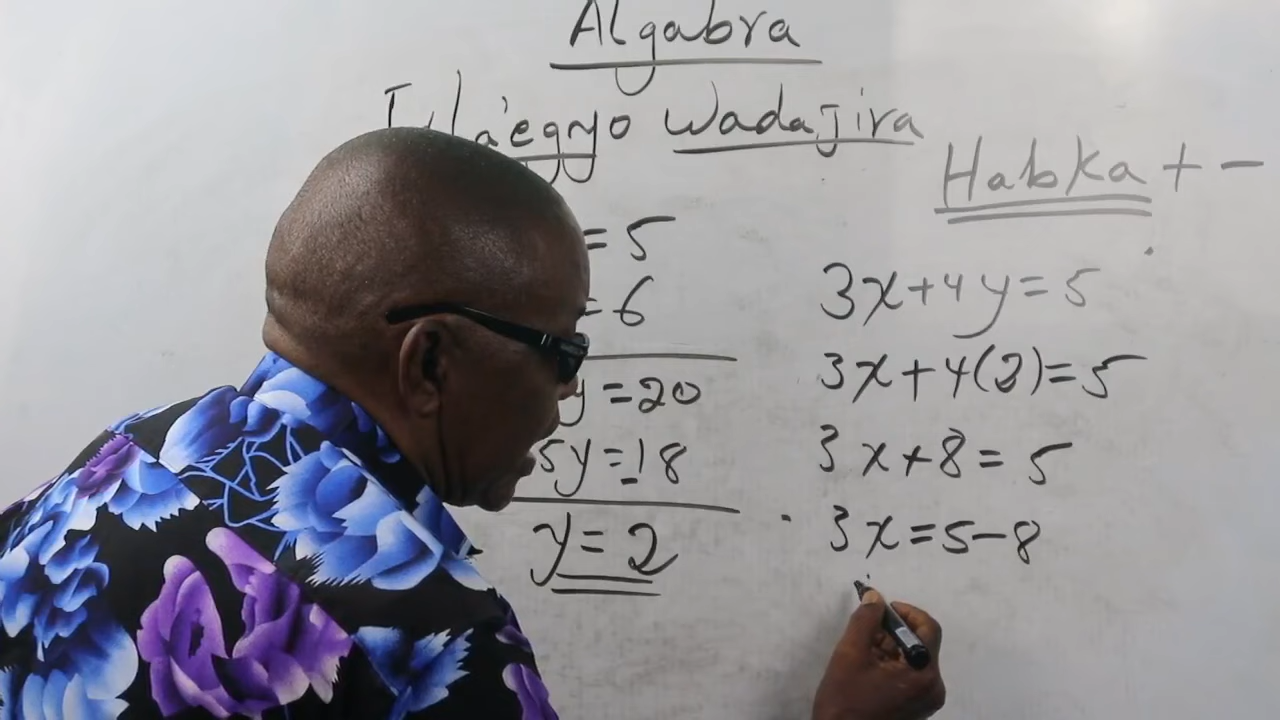 Algabra
Wadajira
Habka + -
= 5
= 6
y = 20
5y = 18
y = 2
3x + 4y = 5
3x + 4(2) = 5
3x + 8 = 5
3x = 5 - 8